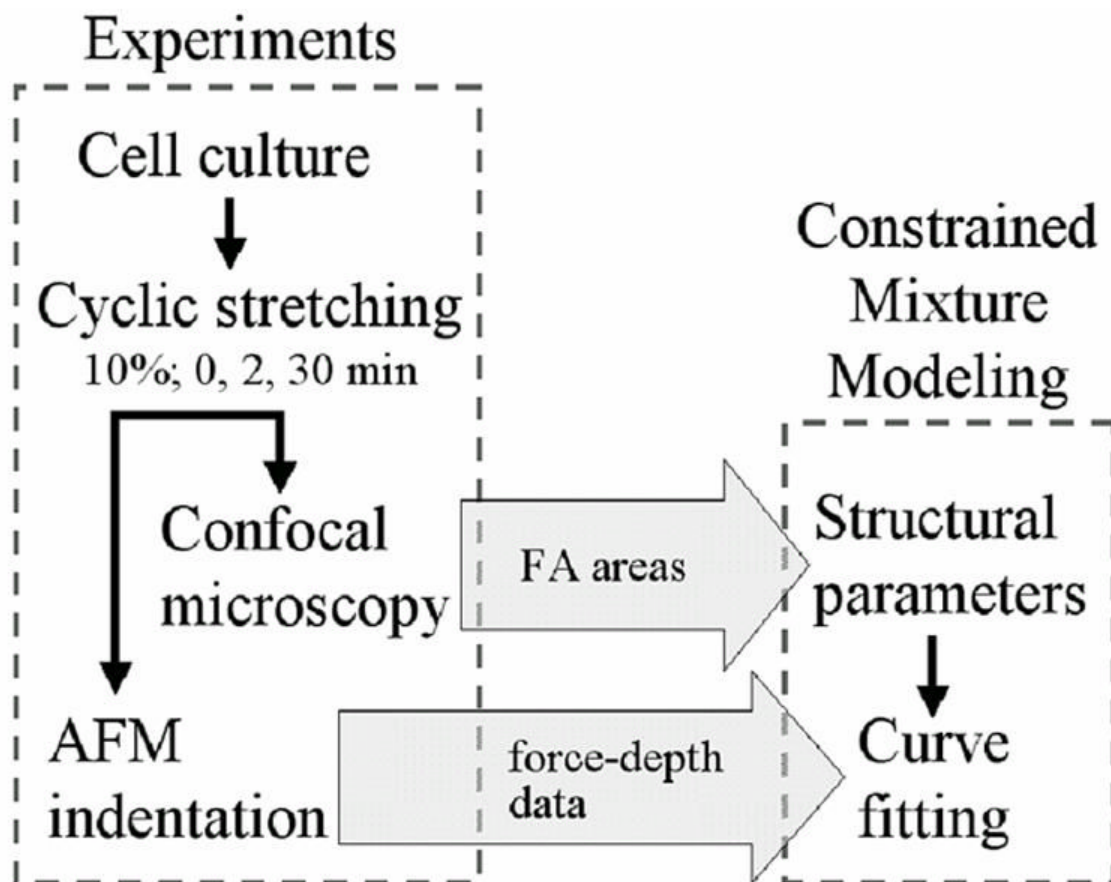 Experiments
Cell culture
Cyclic stretching
10%; 0, 2, 30 min
Confocal
microscopy
AFM
indentation
FA areas
force-depth
data
Constrained
Mixture
Modeling
Structural
parameters
Curve
fitting